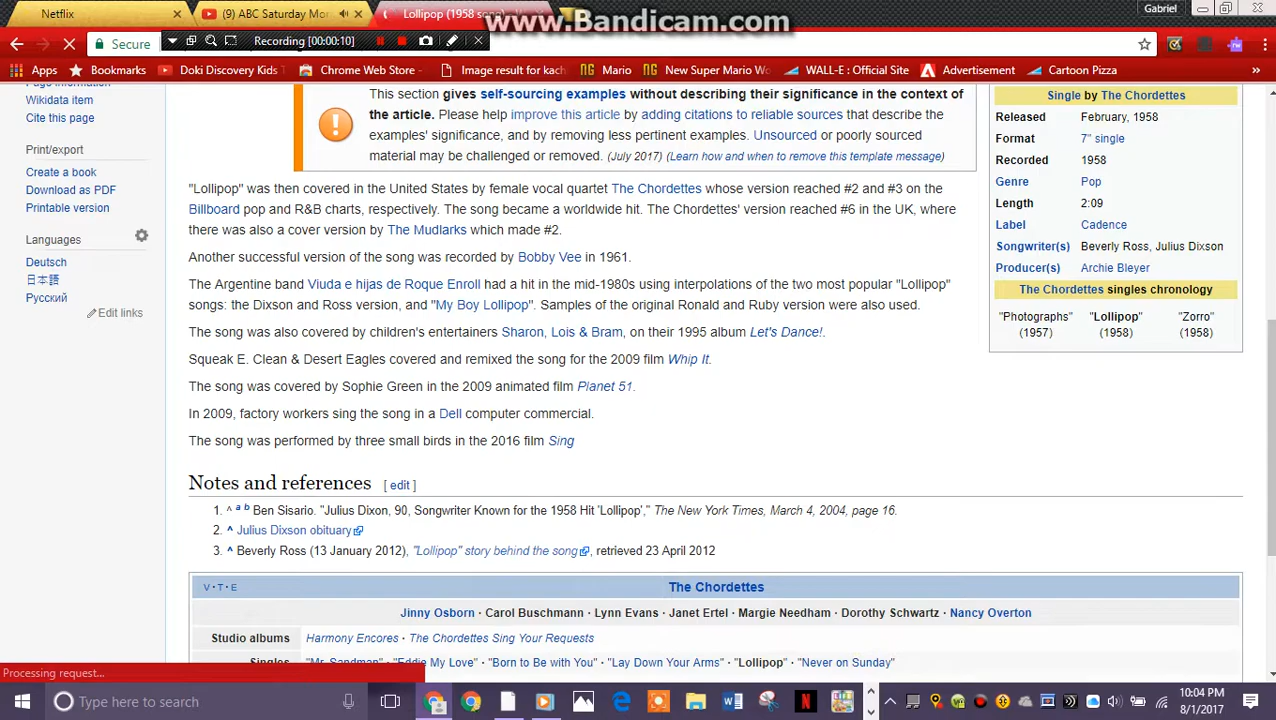 Netflix
(9) ABC Saturday Mor
Lollipop (1958 song)
www.Bandicam.com
Gabriel
Secure
Recording [00:00:10]
Apps
Bookmarks
Doki Discovery Kids
Chrome Web Store
Image result for kach
Mario
New Super Mario Wo
WALL-E : Official Site
Advertisement
Cartoon Pizza
»
Page information
Wikidata item
Cite this page
Print/export
Create a book
Download as PDF
Printable version
Languages
Deutsch
日本語
Русский
Edit links
This section gives self-sourcing examples without describing their significance in the context of
the article. Please help improve this article by adding citations to reliable sources that describe the
examples' significance, and by removing less pertinent examples. Unsourced or poorly sourced
material may be challenged or removed. (July 2017) (Learn how and when to remove this template message)
"Lollipop" was then covered in the United States by female vocal quartet The Chordettes whose version reached #2 and #3 on the
Billboard pop and R&B charts, respectively. The song became a worldwide hit. The Chordettes' version reached #6 in the UK, where
there was also a cover version by The Mudlarks which made #2.
Another successful version of the song was recorded by Bobby Vee in 1961.
The Argentine band Viuda e hijas de Roque Enroll had a hit in the mid-1980s using interpolations of the two most popular "Lollipop"
songs: the Dixon and Ross version, and "My Boy Lollipop". Samples of the original Ronald and Ruby version were also used.
The song was also covered by children's entertainers Sharon, Lois & Bram, on their 1995 album Let's Dance!.
Squeak E. Clean & Desert Eagles covered and remixed the song for the 2009 film Whip It.
The song was covered by Sophie Green in the 2009 animated film Planet 51.
In 2009, factory workers sing the song in a Dell computer commercial.
The song was performed by three small birds in the 2016 film Sing
Single by The Chordettes
Released February, 1958
Format 7" single
Recorded 1958
Genre Pop
Length 2:09
Label Cadence
Songwriter(s) Beverly Ross, Julius Dixson
Producer(s) Archie Bleyer
The Chordettes singles chronology
"Photographs" "Lollipop" "Zorro"
(1957) (1958) (1958)
Notes and references [ edit ]
1. ^ a b Ben Sisario. "Julius Dixon, 90, Songwriter Known for the 1958 Hit 'Lollipop'," The New York Times, March 4, 2004, page 16.
2. ^ Julius Dixson obituary
3. ^ Beverly Ross (13 January 2012), "Lollipop" story behind the song, retrieved 23 April 2012
V · T · E The Chordettes
Jinny Osborn · Carol Buschmann · Lynn Evans · Janet Ertel · Margie Needham · Dorothy Schwartz · Nancy Overton
Studio albums Harmony Encores · The Chordettes Sing Your Requests
Singles "Mr. Sandman" · "Eddie My Love" · "Born to Be with You" · "Lay Down Your Arms" · "Lollipop" · "Never on Sunday"
Processing request...
Type here to search
10:04 PM
8/1/2017